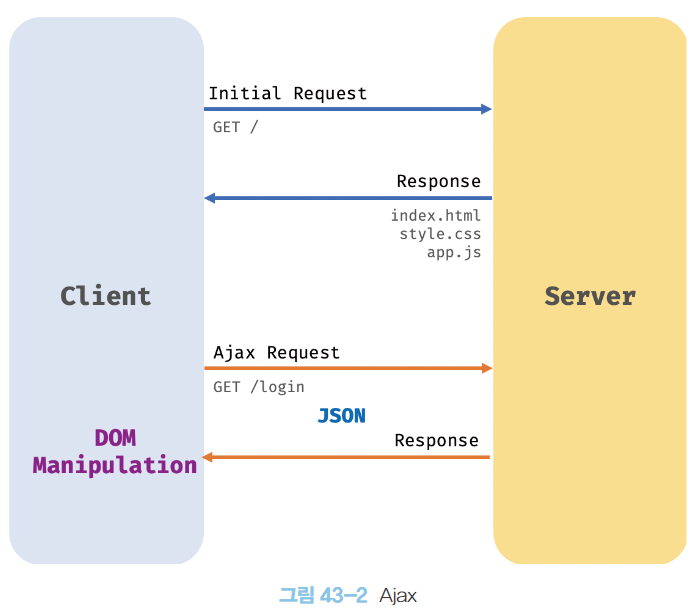 Initial Request
GET /
Response
index.html
style.css
app.js
Client
Server
Ajax Request
GET /login
JSON
DOM
Manipulation
Response
그림 43-2 Ajax